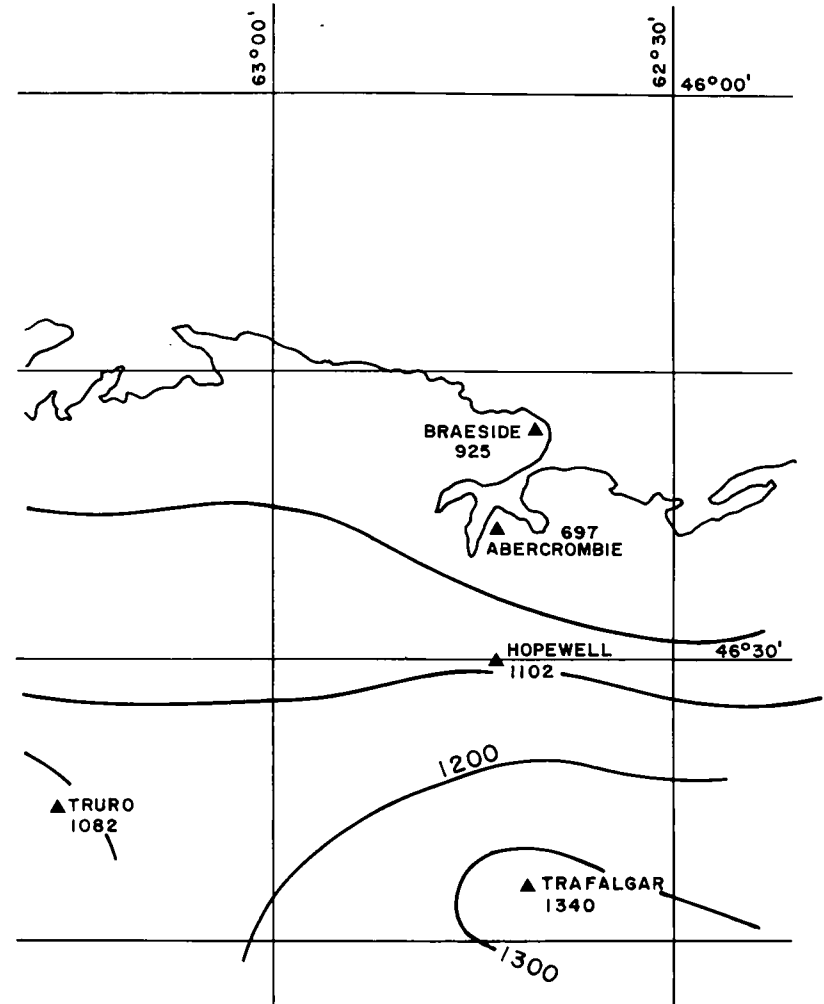 63°00'
62°30'
46°00'
BRAESIDE
925
697
ABERCROMBIE
HOPEWELL
46°30'
1102
1200
TRURO
1082
TRAFALGAR
1340
1300